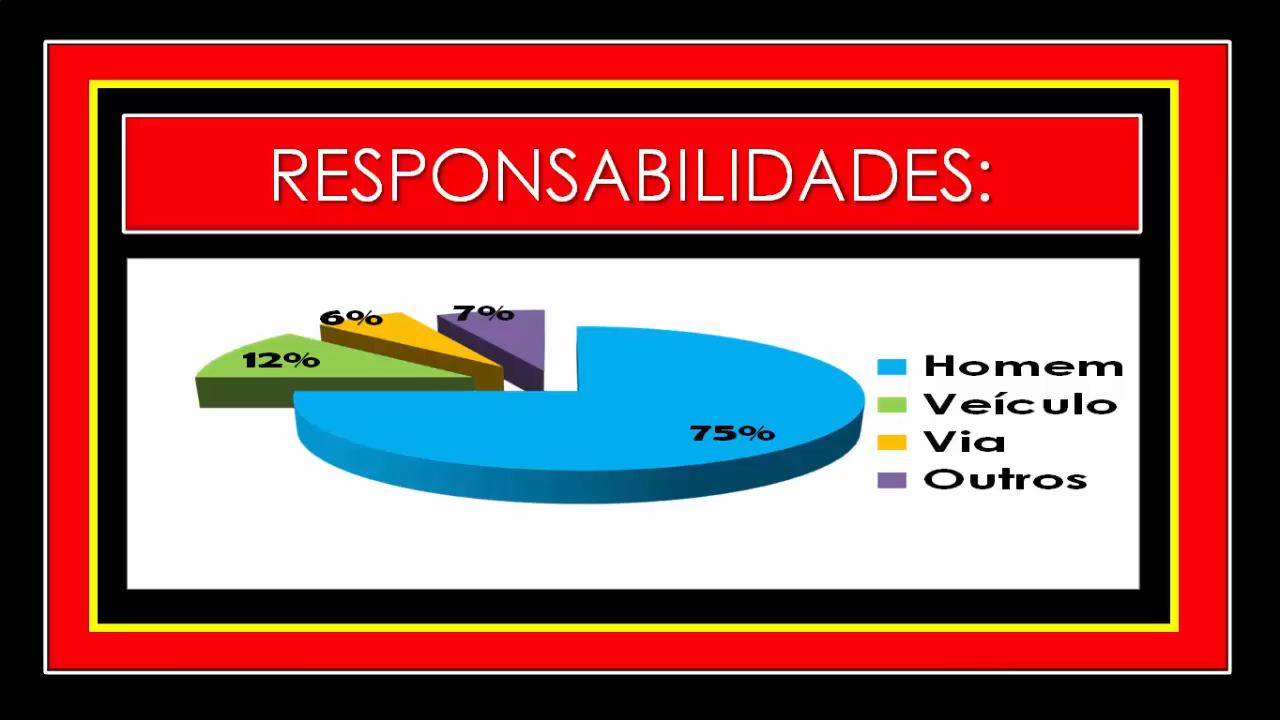 RESPONSABILIDADES:
6%
7%
12%
75%
Homem
Veículo
Via
Outros